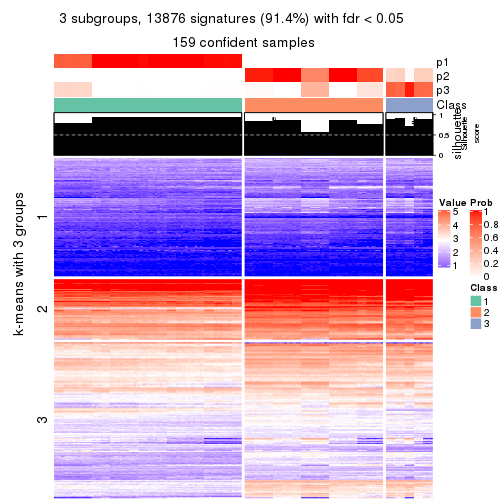 3 subgroups, 13876 signatures (91.4%) with fdr < 0.05
159 confident samples
p1
p2
p3
Class
1
0.5
0
silhouette
Silhouette
score
k-means with 3 groups
1
2
3
Value
5
4
3
2
1
Prob
1
0.8
0.6
0.4
0.2
0
Class
1
2
3